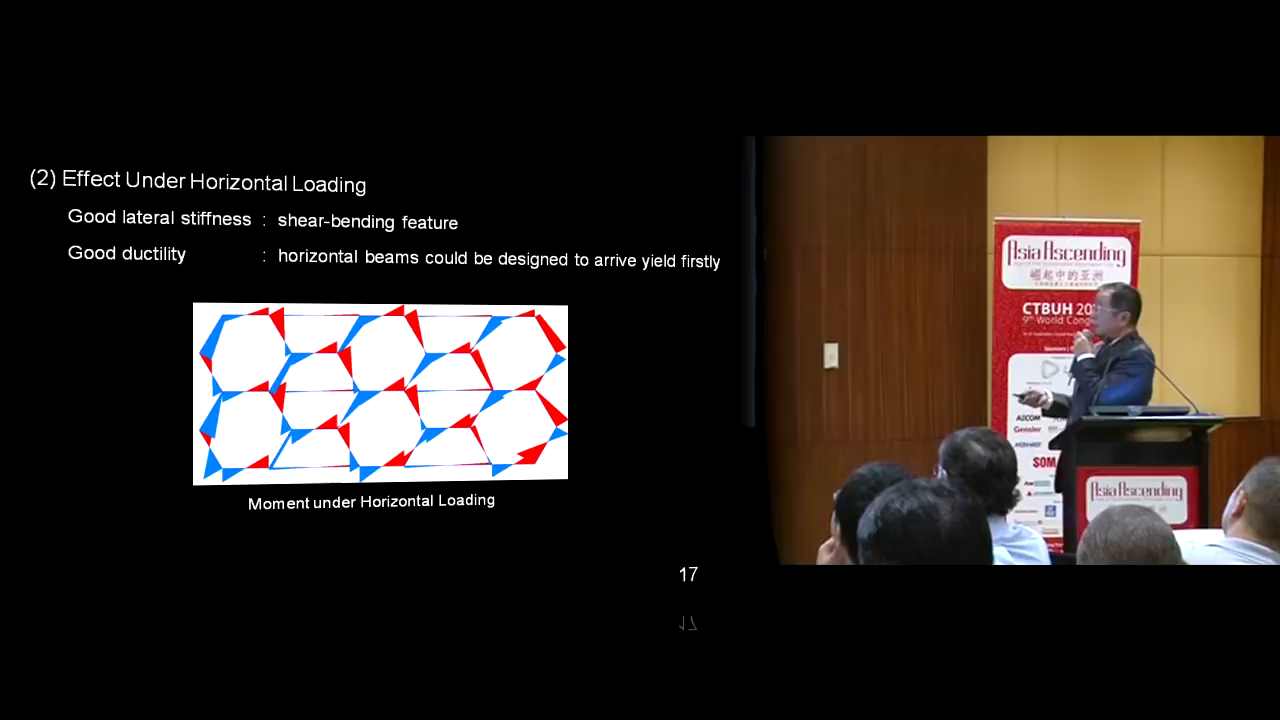 (2) Effect Under Horizontal Loading
Good lateral stiffness : shear-bending feature
Good ductility : horizontal beams could be designed to arrive yield firstly
Moment under Horizontal Loading
17
Asia Ascending
崛起中的亚洲
CTBUH 20
9th World Cong
AECOM
Gensler
SOM
Asia Ascending